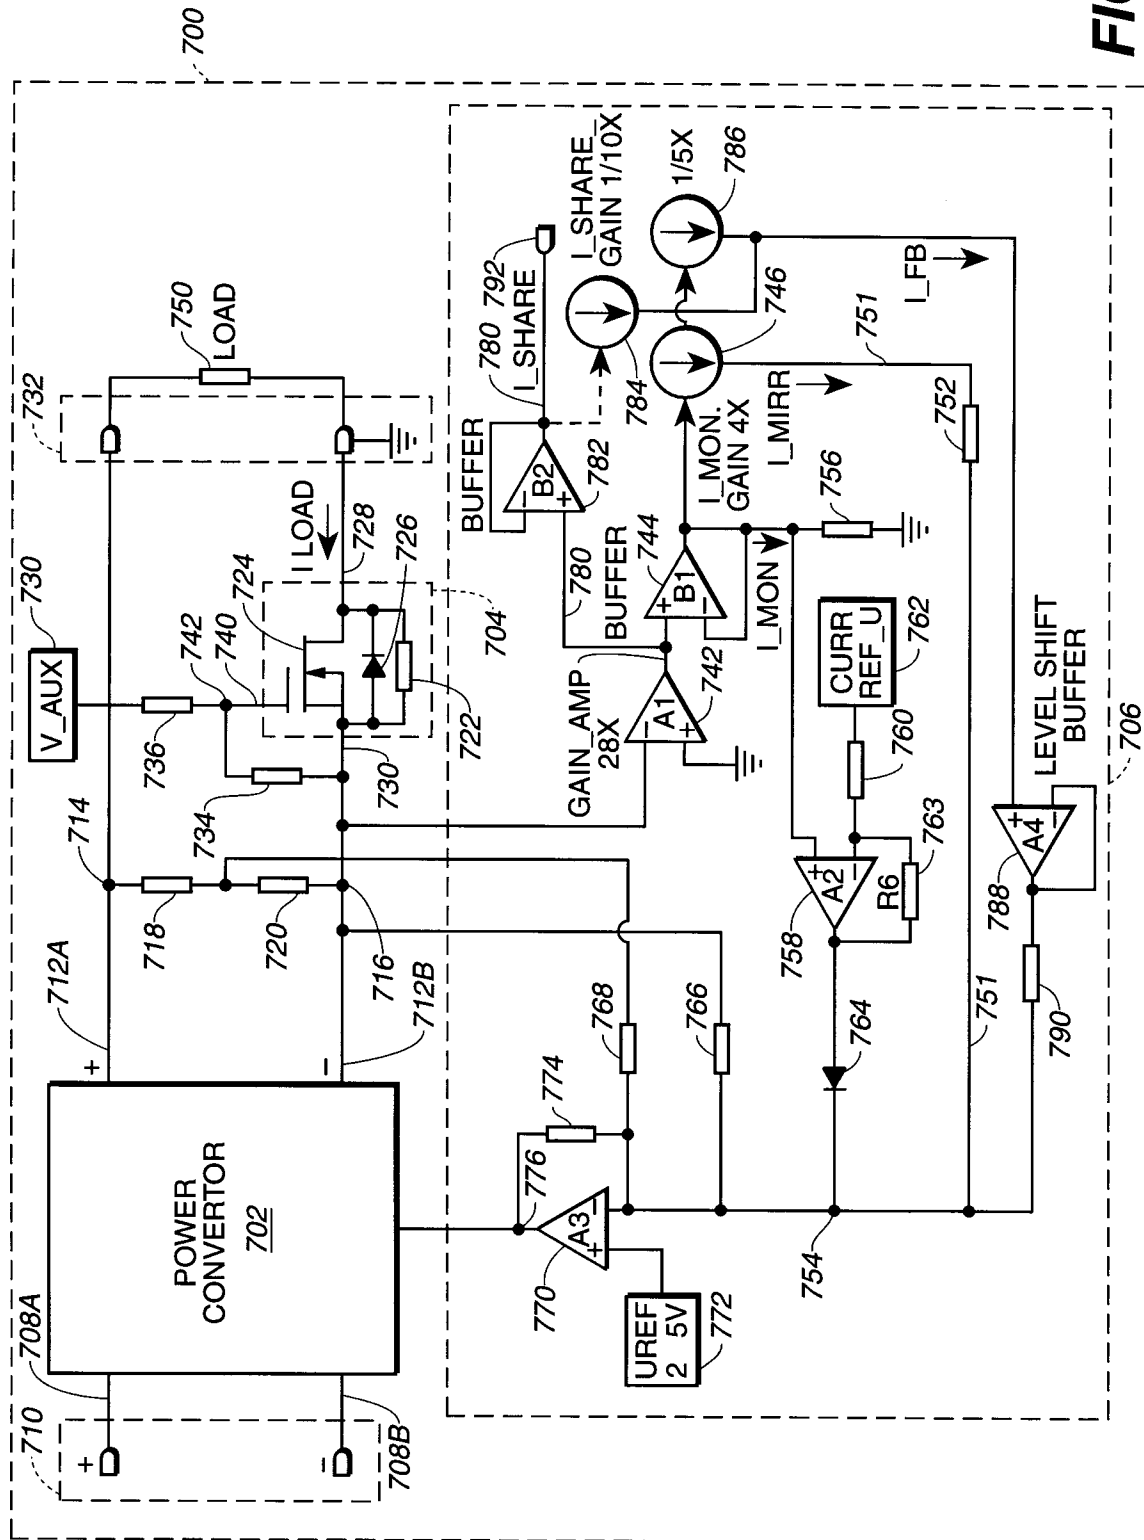 700
732
750
LOAD
730
V_AUX
742
740
724
I LOAD
728
726
736
734
722
704
714
718
720
716
712A
712B
+
−
POWER
CONVERTOR
702
708A
708B
710
+
−
706
BUFFER
B2
−
+
782
780
780
I_SHARE
792
I_SHARE_
GAIN 1/10X
784
1/5X
786
746
I_MON.
GAIN 4X
I_MIRR
I_FB
751
752
756
BUFFER
744
B1
+
−
I_MON
GAIN_AMP
28X
A1
−
+
742
CURR
REF_U
762
760
763
R6
A2
+
−
758
764
768
766
774
776
A3
−
+
770
UREF
2 5V
772
754
751
790
788
A4
+
−
LEVEL SHIFT
BUFFER